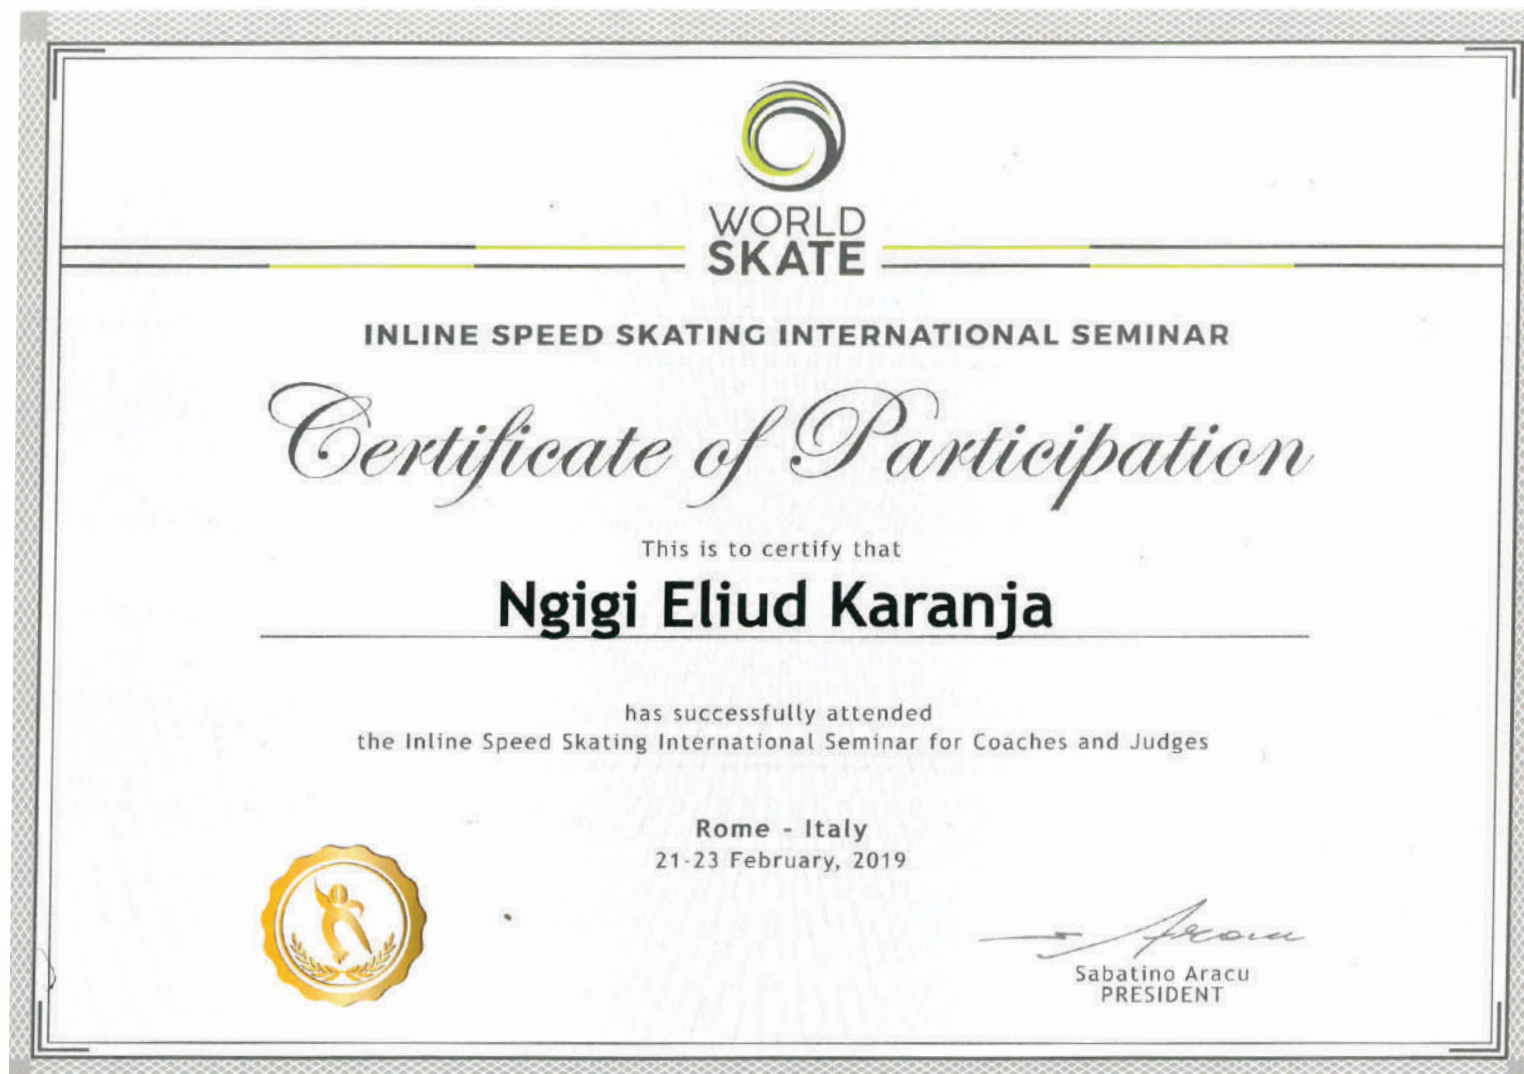 WORLD
SKATE
INLINE SPEED SKATING INTERNATIONAL SEMINAR
Certificate of Participation
This is to certify that
Ngigi Eliud Karanja
has successfully attended
the Inline Speed Skating International Seminar for Coaches and Judges
Rome - Italy
21-23 February, 2019
Sabatino Aracu
PRESIDENT